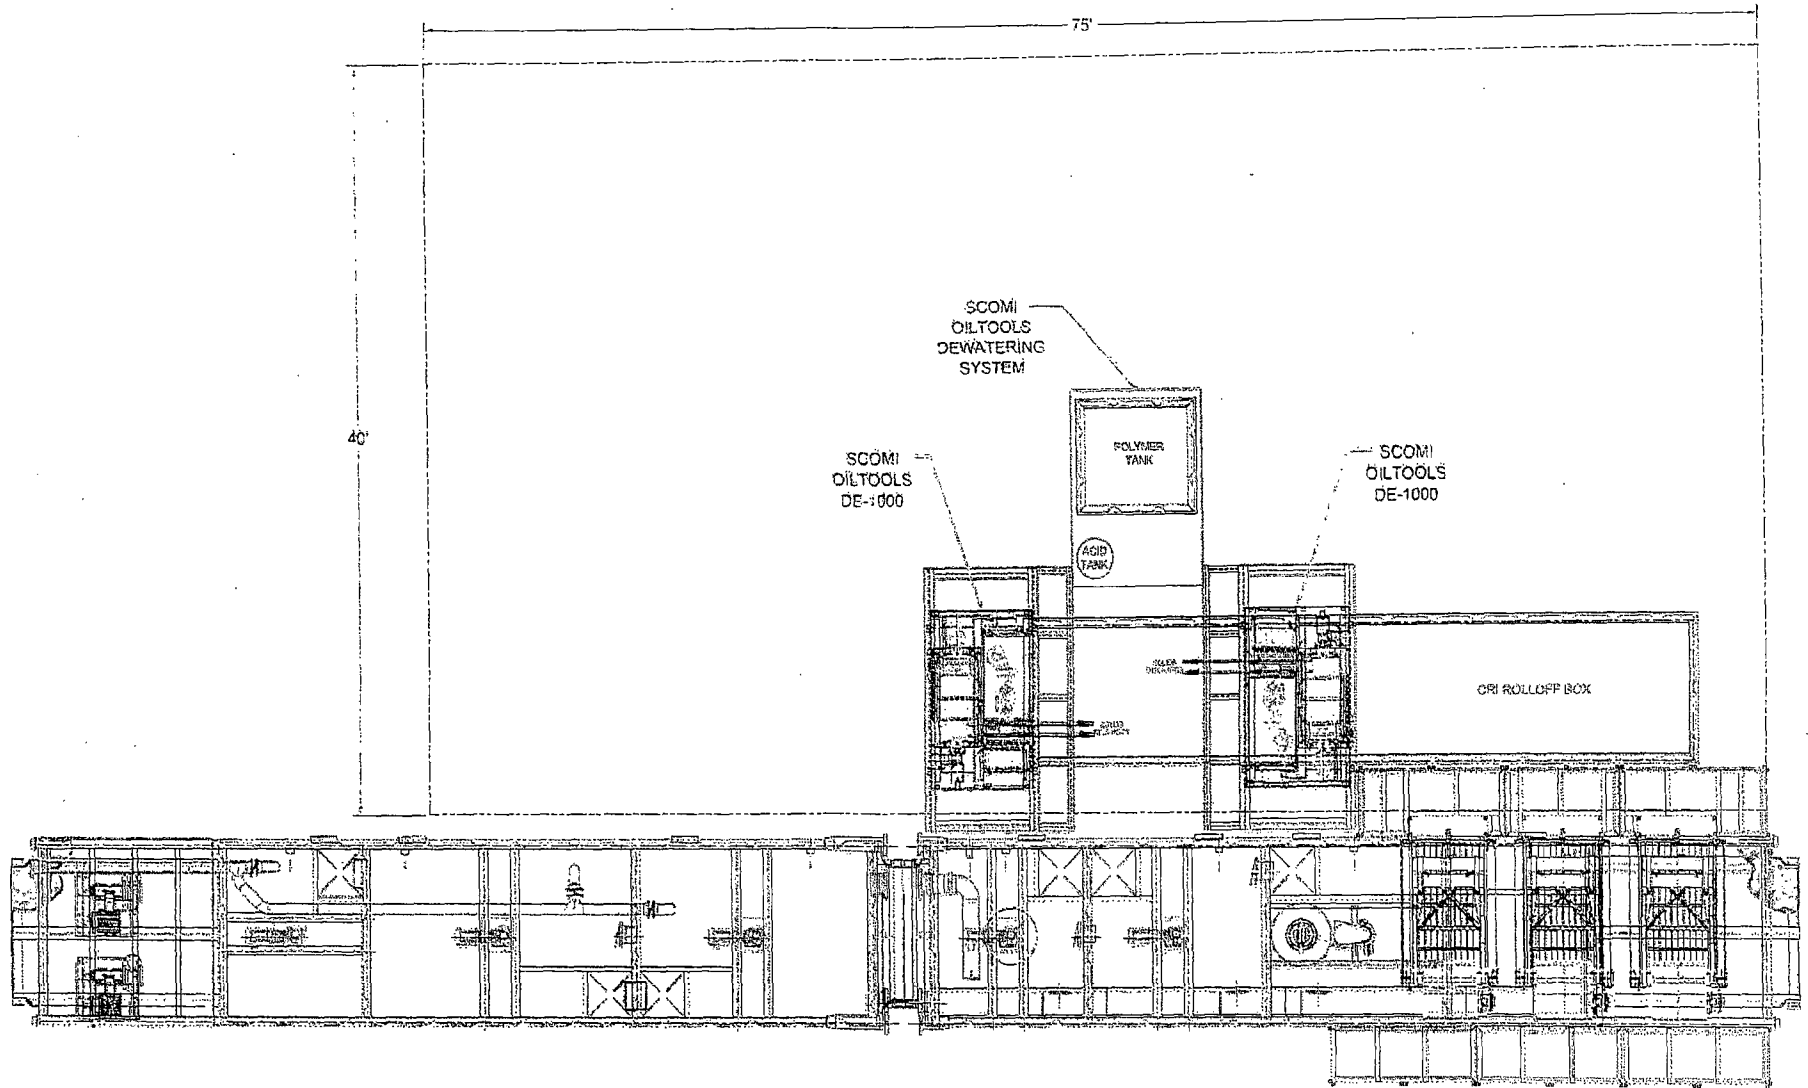 75'
SCOMI
OILTOOLS
DEWATERING
SYSTEM
40'
POLYMER
TANK
SCOMI
OILTOOLS
DE-1000
SCOMI
OILTOOLS
DE-1000
ACID
TANK
CRI ROLLOFF BOX